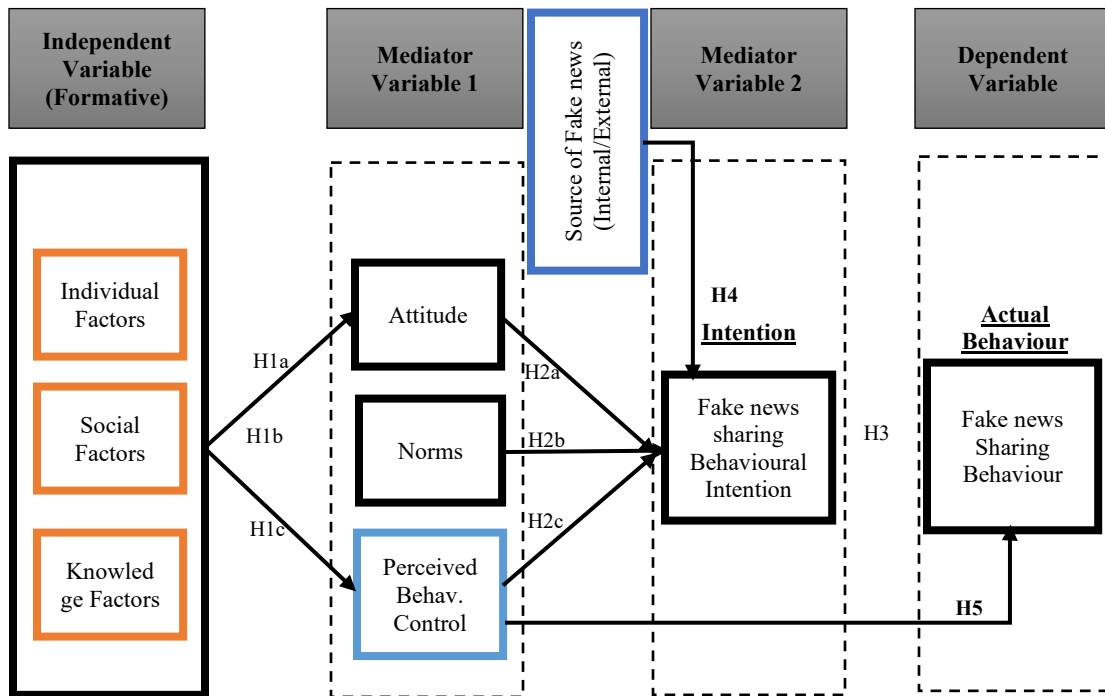 Independent
Variable
(Formative)
Mediator
Variable 1
Source of Fake news
(Internal/External)
Mediator
Variable 2
Dependent
Variable
Individual
Factors
Social
Factors
Knowled
ge Factors
H1a
H1b
H1c
Attitude
Norms
Perceived
Behav.
Control
H2a
H2b
H2c
H4
Intention
Fake news
sharing
Behavioural
Intention
H3
Actual
Behaviour
Fake news
Sharing
Behaviour
H5